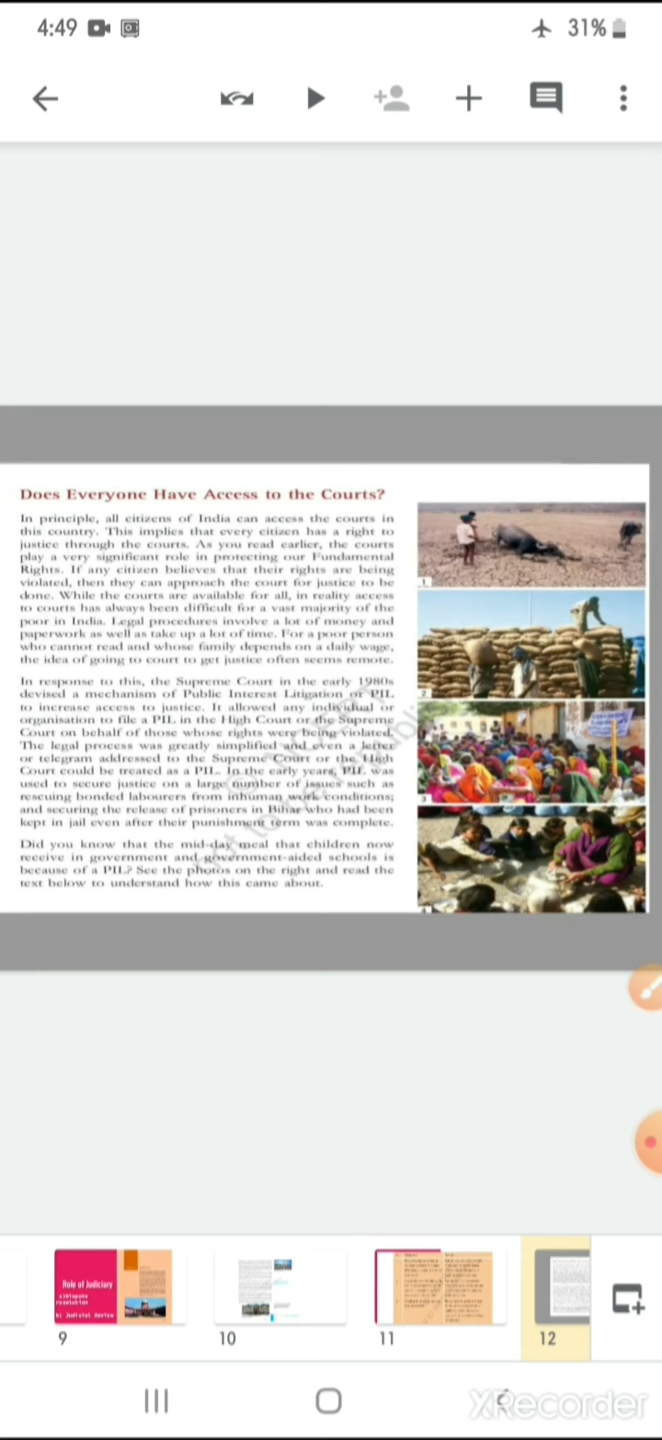 4:49
31%
Does Everyone Have Access to the Courts?
In principle, all citizens of India can access the courts in
this country. This implies that every citizen has a right to
justice through the courts. As you read earlier, the courts
play a very significant role in protecting our Fundamental
Rights. If any citizen believes that their rights are being
violated, then they can approach the court for justice to be
done. While the courts are available for all, in reality access
to courts has always been difficult for a vast majority of the
poor in India. Legal procedures involve a lot of money and
paperwork as well as take up a lot of time. For a poor person
who cannot read and whose family depends on a daily wage,
the idea of going to court to get justice often seems remote.
In response to this, the Supreme Court in the early 1980s
devised a mechanism of Public Interest Litigation or PIL
to increase access to justice. It allowed any individual or
organisation to file a PIL in the High Court or the Supreme
Court on behalf of those whose rights were being violated.
The legal process was greatly simplified and even a letter
or telegram addressed to the Supreme Court or the High
Court could be treated as a PIL. In the early years, PIL was
used to secure justice on a large number of issues such as
rescuing bonded labourers from inhuman work conditions;
and securing the release of prisoners in Bihar who had been
kept in jail even after their punishment term was complete.
Did you know that the mid-day meal that children now
receive in government and government-aided schools is
because of a PIL? See the photos on the right and read the
text below to understand how this came about.
1
2
3
Role of Judiciary
9
10
11
12
XRecorder